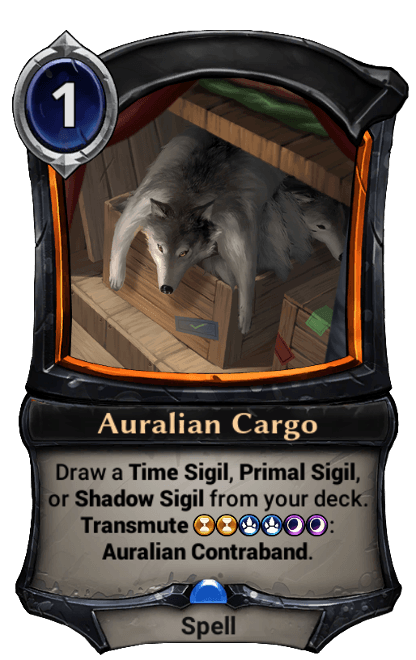 1
Auralian Cargo
Draw a Time Sigil, Primal Sigil,
or Shadow Sigil from your deck.
Transmute :
Auralian Contraband.
Spell